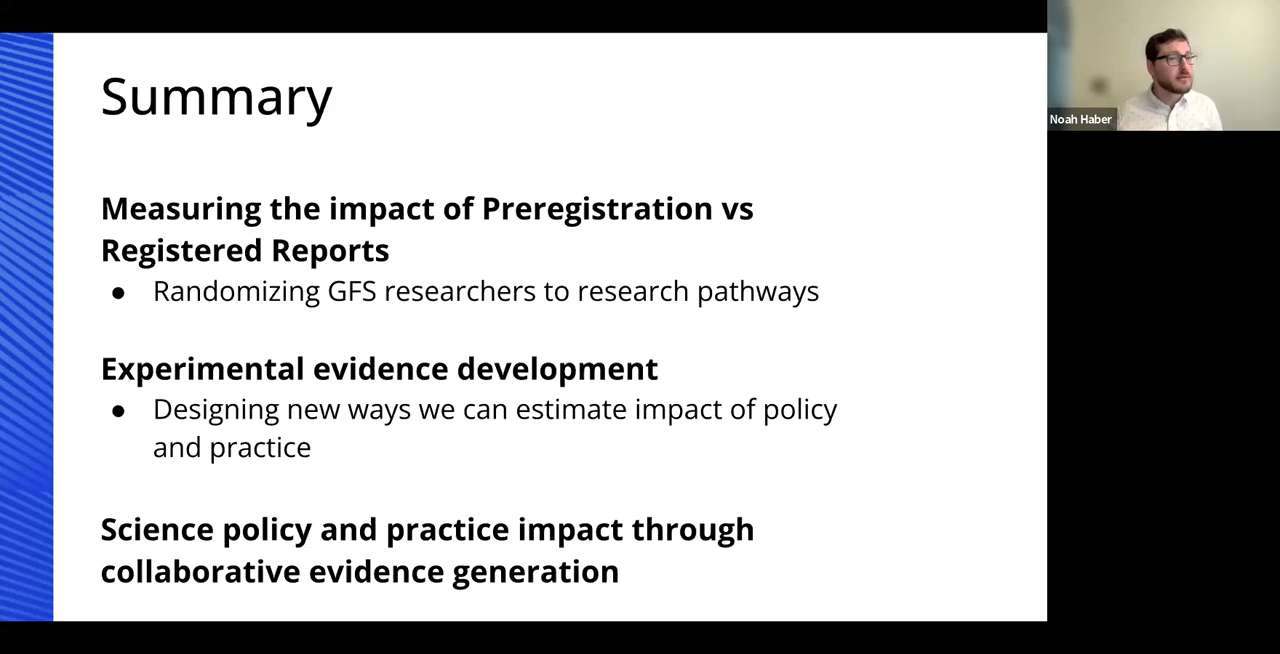 Summary
Noah Haber
Measuring the impact of Preregistration vs
Registered Reports
● Randomizing GFS researchers to research pathways
Experimental evidence development
● Designing new ways we can estimate impact of policy
and practice
Science policy and practice impact through
collaborative evidence generation